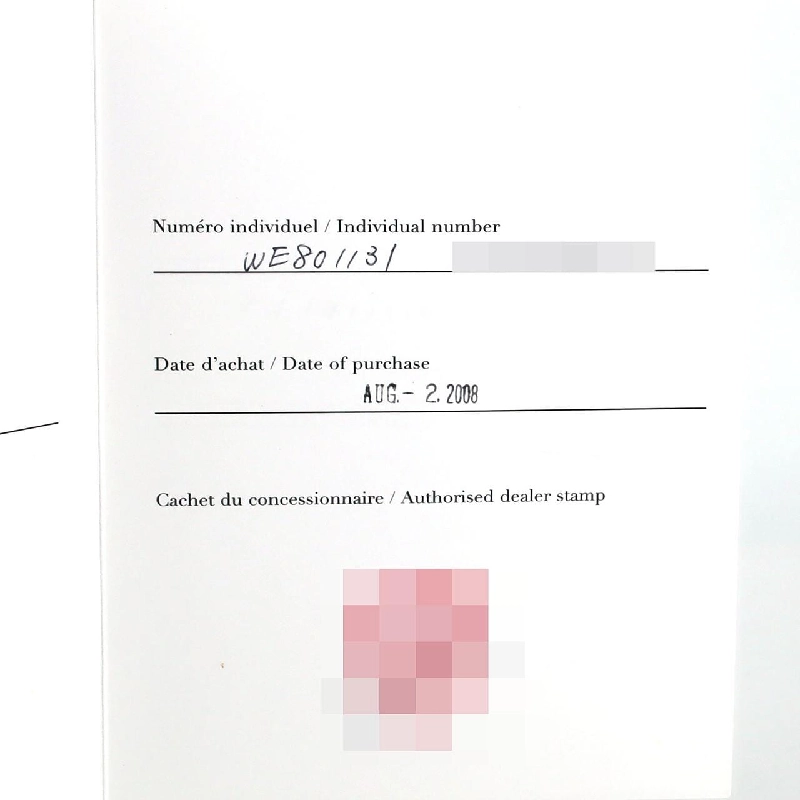 Numéro individuel / Individual number
WE801131
Date d'achat / Date of purchase
AUG.- 2.2008
Cachet du concessionnaire / Authorised dealer stamp